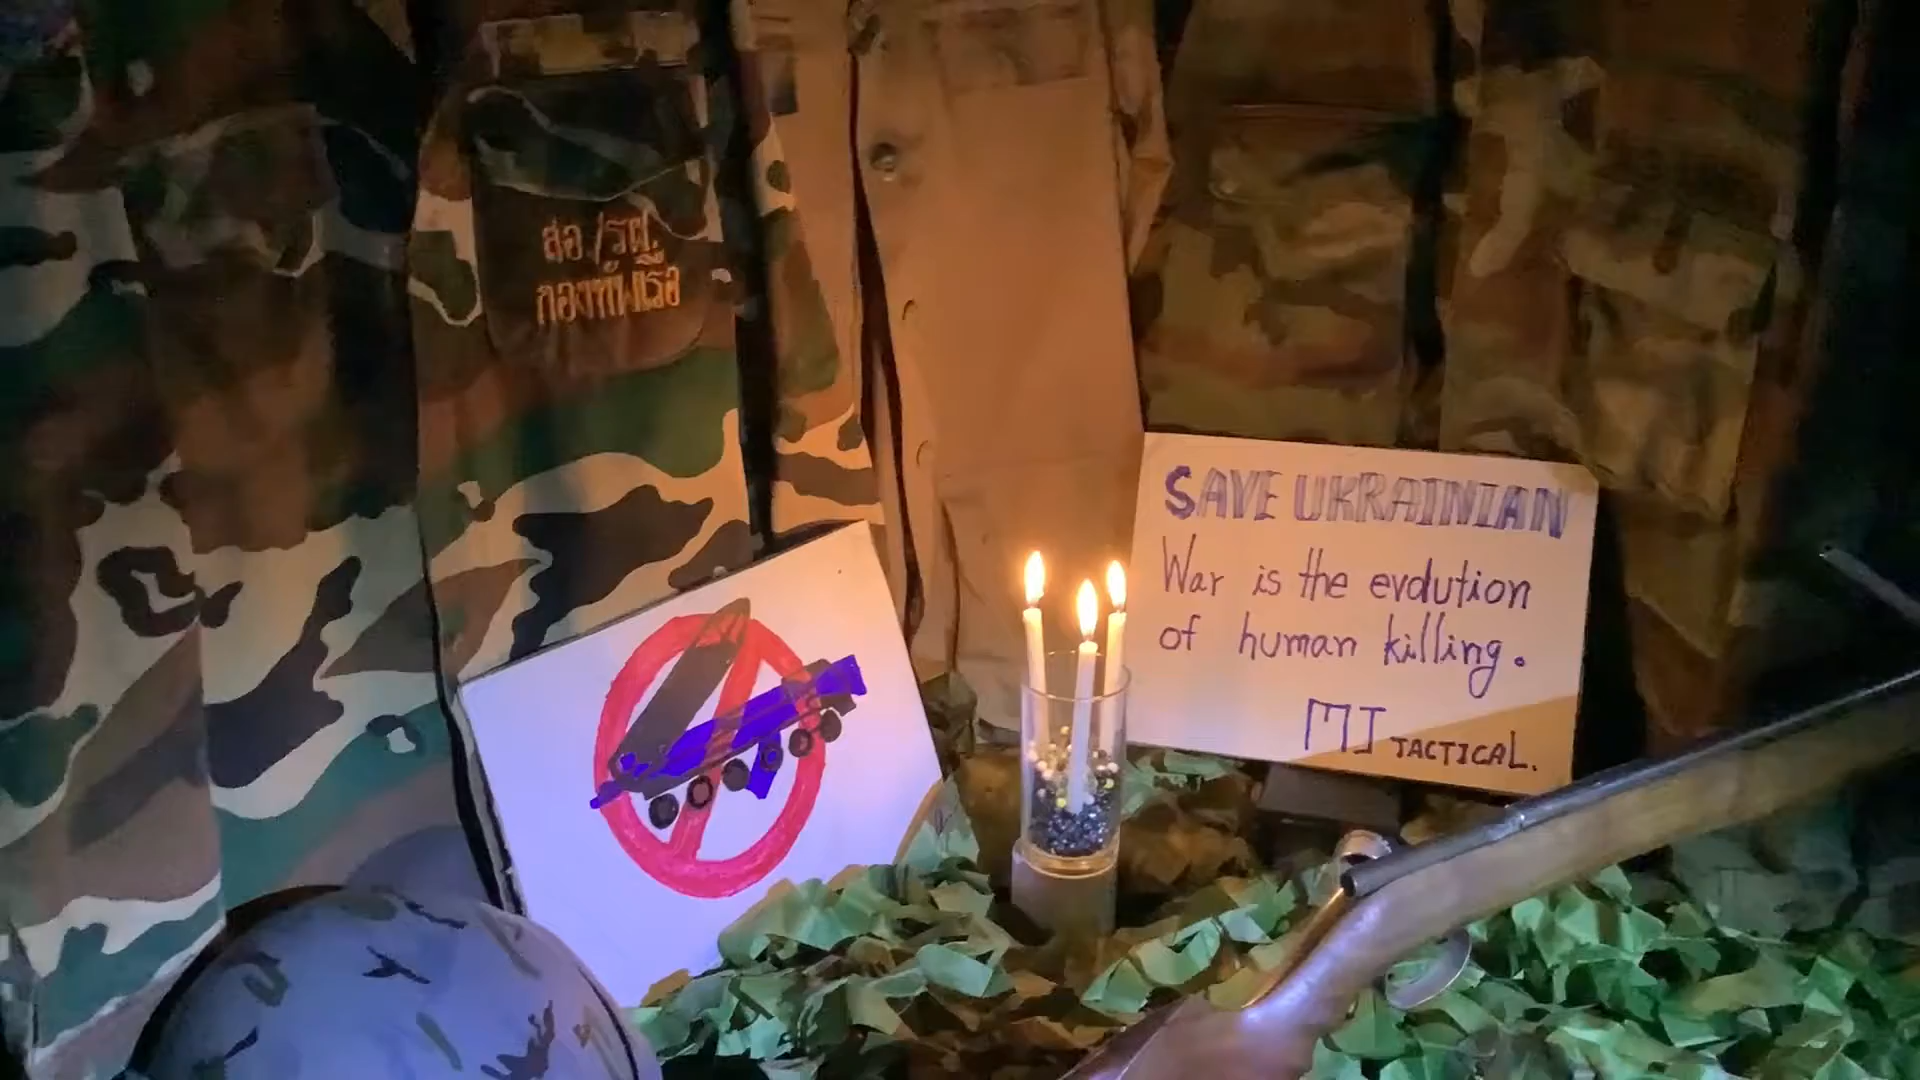 สอ./รฝ.
กองทัพเรือ
SAVE UKRAINIAN
War is the evolution
of human killing.
MJ TACTICAL.